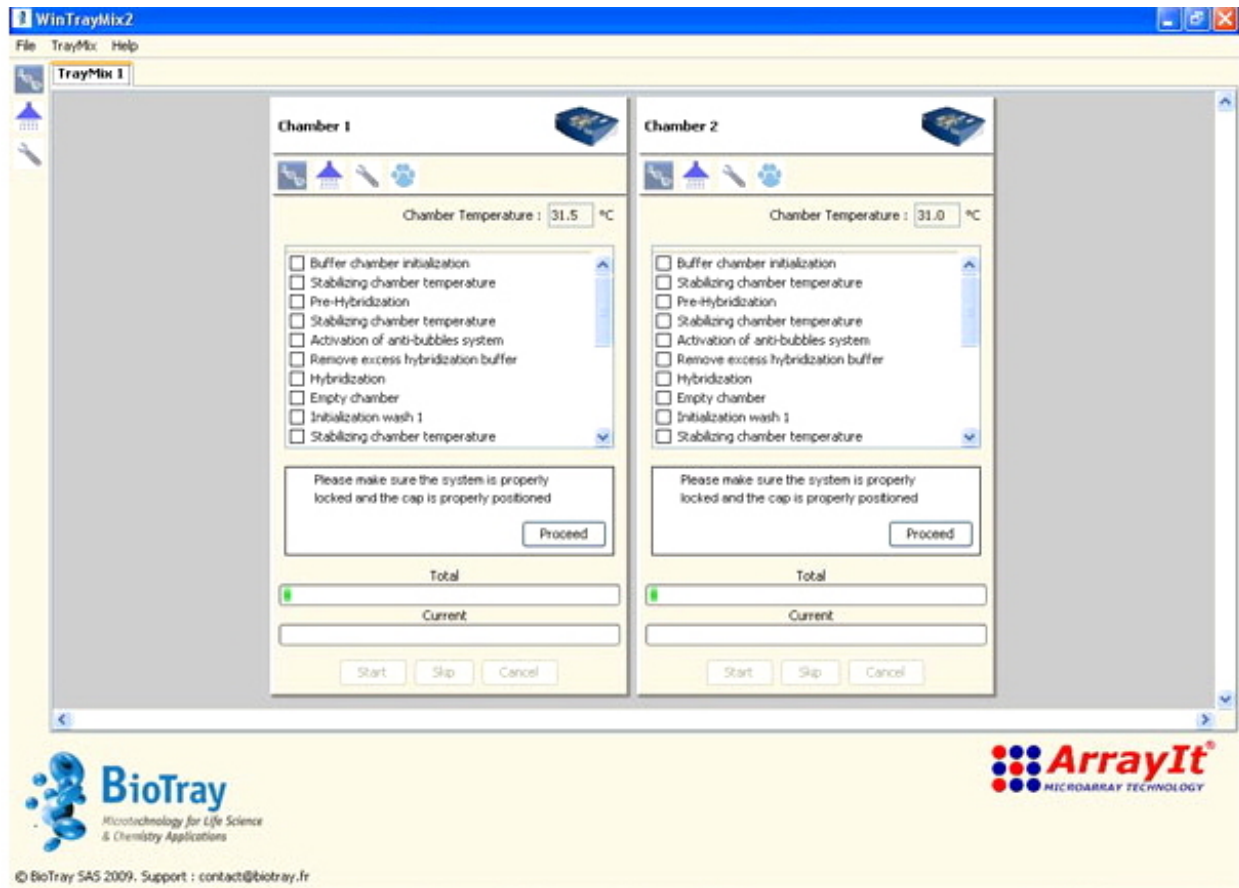 WinTrayMix2
File TrayMix Help
TrayMix 1
Chamber 1
Chamber Temperature : 31.5 °C
Buffer chamber initialization
Stabilizing chamber temperature
Pre-Hybridization
Stabilizing chamber temperature
Activation of anti-bubbles system
Remove excess hybridization buffer
Hybridization
Empty chamber
Initialization wash 1
Stabilizing chamber temperature
Please make sure the system is properly
locked and the cap is properly positioned
Proceed
Total
Current
Start Skip Cancel
Chamber 2
Chamber Temperature : 31.0 °C
Buffer chamber initialization
Stabilizing chamber temperature
Pre-Hybridization
Stabilizing chamber temperature
Activation of anti-bubbles system
Remove excess hybridization buffer
Hybridization
Empty chamber
Initialization wash 1
Stabilizing chamber temperature
Please make sure the system is properly
locked and the cap is properly positioned
Proceed
Total
Current
Start Skip Cancel
BioTray
Microtechnology for Life Science
& Chemistry Applications
ArrayIt®
MICROARRAY TECHNOLOGY
© BioTray SAS 2009. Support : contact@biotray.fr